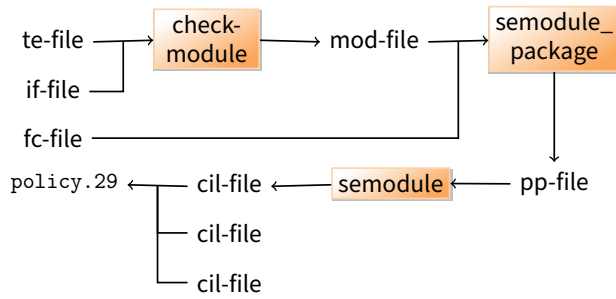 te-file
check-
module
mod-file
semodule_
package
if-file
fc-file
policy.29
cil-file
semodule
pp-file
cil-file
cil-file